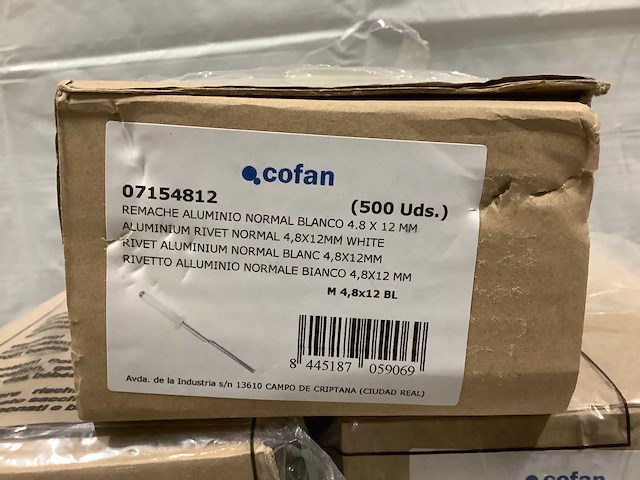 cofan
07154812 (500 Uds.)
REMACHE ALUMINIO NORMAL BLANCO 4.8 X 12 MM
ALUMINIUM RIVET NORMAL 4,8X12MM WHITE
RIVET ALUMINIUM NORMAL BLANC 4,8X12MM
RIVETTO ALLUMINIO NORMALE BIANCO 4,8X12 MM
M 4,8x12 BL
8 445187 059069
Avda. de la Industria s/n 13610 CAMPO DE CRIPTANA (CIUDAD REAL)
cofan